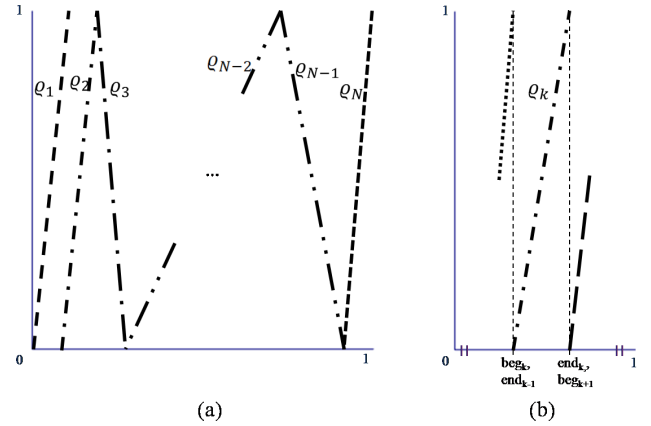 1
ϱ1
ϱ2
ϱ3
...
ϱN−2
ϱN−1
ϱN
0
1
(a)
1
ϱk
0
begk,
endk-1
endk,,
begk+1
1
(b)